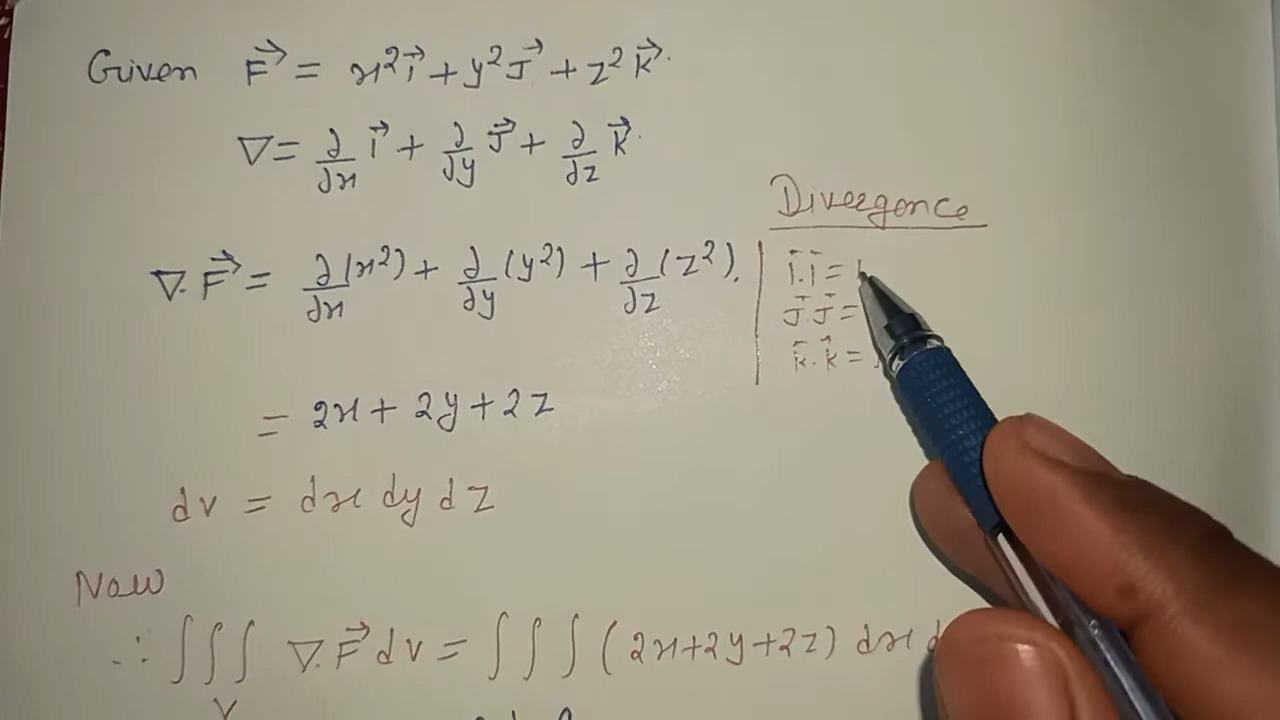 Given F⃗ = x²i⃗ + y²J⃗ + z²K⃗.
∇ = ∂/∂x i⃗ + ∂/∂y J⃗ + ∂/∂z K⃗.
Divergence
∇.F⃗ = ∂/∂x (x²) + ∂/∂y (y²) + ∂/∂z (z²).
i⃗.i⃗ =
J⃗.J⃗ =
k⃗.k⃗ =
= 2x + 2y + 2z
dv = dx dy dz
Now
∴ ∫∫∫ ∇.F⃗ dv = ∫∫∫ (2x+2y+2z) dx
V